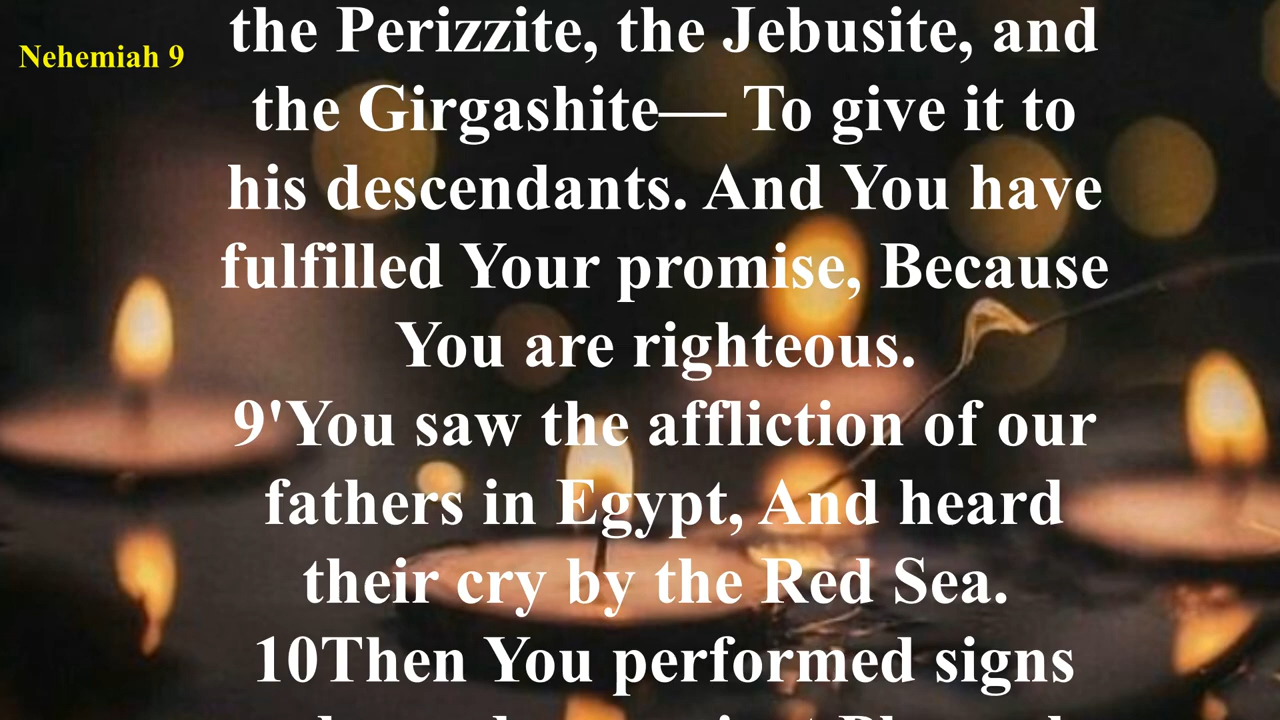 Nehemiah 9
the Perizzite, the Jebusite, and
the Girgashite— To give it to
his descendants. And You have
fulfilled Your promise, Because
You are righteous.
9'You saw the affliction of our
fathers in Egypt, And heard
their cry by the Red Sea.
10Then You performed signs